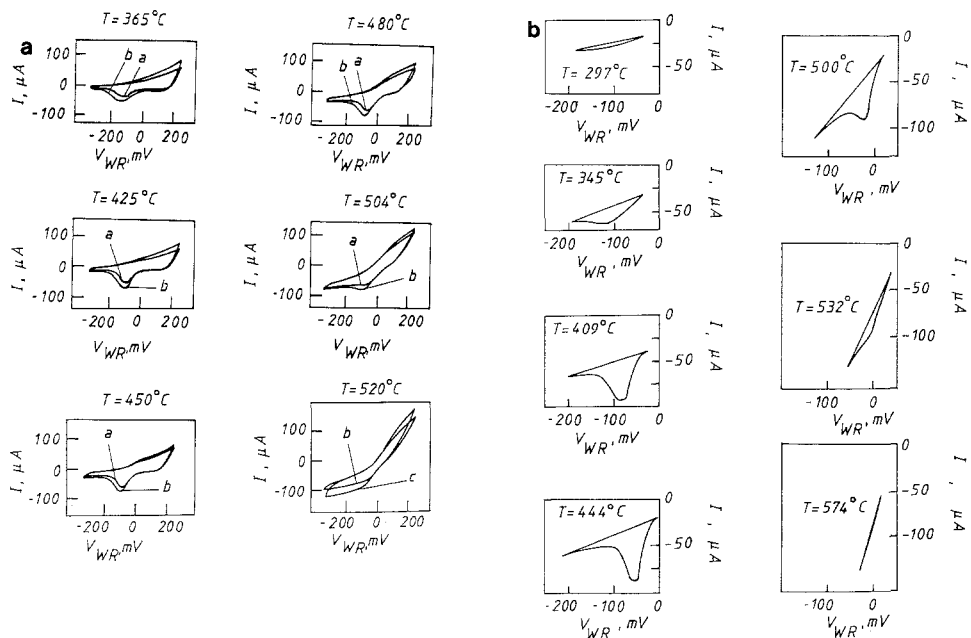 a
T=365°C
I, μA
100
0
-100
b
a
-200
0
200
V_WR, mV
T=480°C
100
0
-100
b
a
-200
0
200
V_WR, mV
T=425°C
I, μA
100
0
-100
a
b
-200
0
200
V_WR, mV
T=504°C
100
0
-100
a
b
-200
0
200
V_WR, mV
T=450°C
I, μA
100
0
-100
a
b
-200
0
200
V_WR, mV
T=520°C
100
0
-100
b
c
-200
0
200
V_WR, mV
b
T=297°C
0
-50
I, μA
-200
-100
0
V_WR, mV
T=345°C
0
-50
I, μA
-200
-100
0
V_WR, mV
T=409°C
0
-50
I, μA
-200
-100
0
V_WR, mV
T=444°C
0
-50
I, μA
-200
-100
0
V_WR, mV
T=500°C
0
-50
-100
I, μA
-100
0
V_WR, mV
T=532°C
0
-50
-100
I, μA
-100
0
V_WR, mV
T=574°C
0
-50
-100
I, μA
-100
0
V_WR, mV